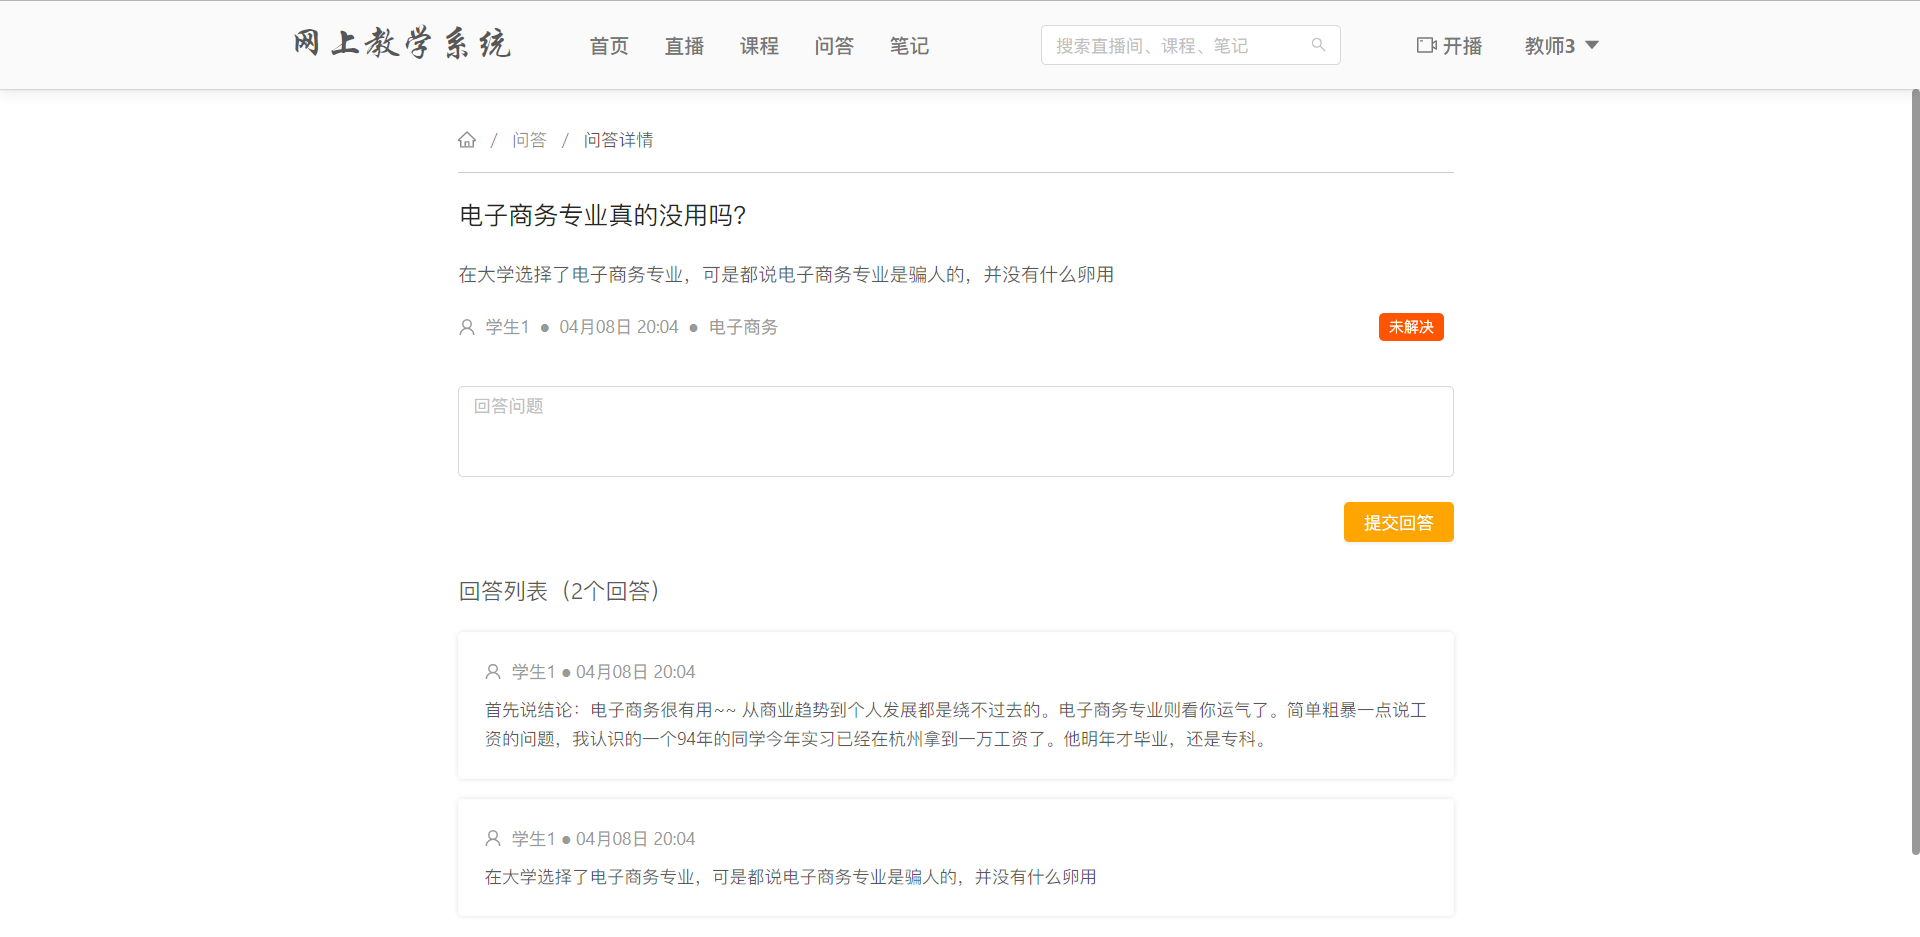 网上教学系统 首页 直播 课程 问答 笔记 搜索直播间、课程、笔记 开播 教师3
/ 问答 / 问答详情
电子商务专业真的没用吗？
在大学选择了电子商务专业，可是都说电子商务专业是骗人的，并没有什么卵用
学生1 ● 04月08日 20:04 ● 电子商务 未解决
回答问题
提交回答
回答列表（2个回答）
学生1 ● 04月08日 20:04
首先说结论：电子商务很有用~~ 从商业趋势到个人发展都是绕不过去的。电子商务专业则看你运气了。简单粗暴一点说工
资的问题，我认识的一个94年的同学今年实习已经在杭州拿到一万工资了。他明年才毕业，还是专科。
学生1 ● 04月08日 20:04
在大学选择了电子商务专业，可是都说电子商务专业是骗人的，并没有什么卵用